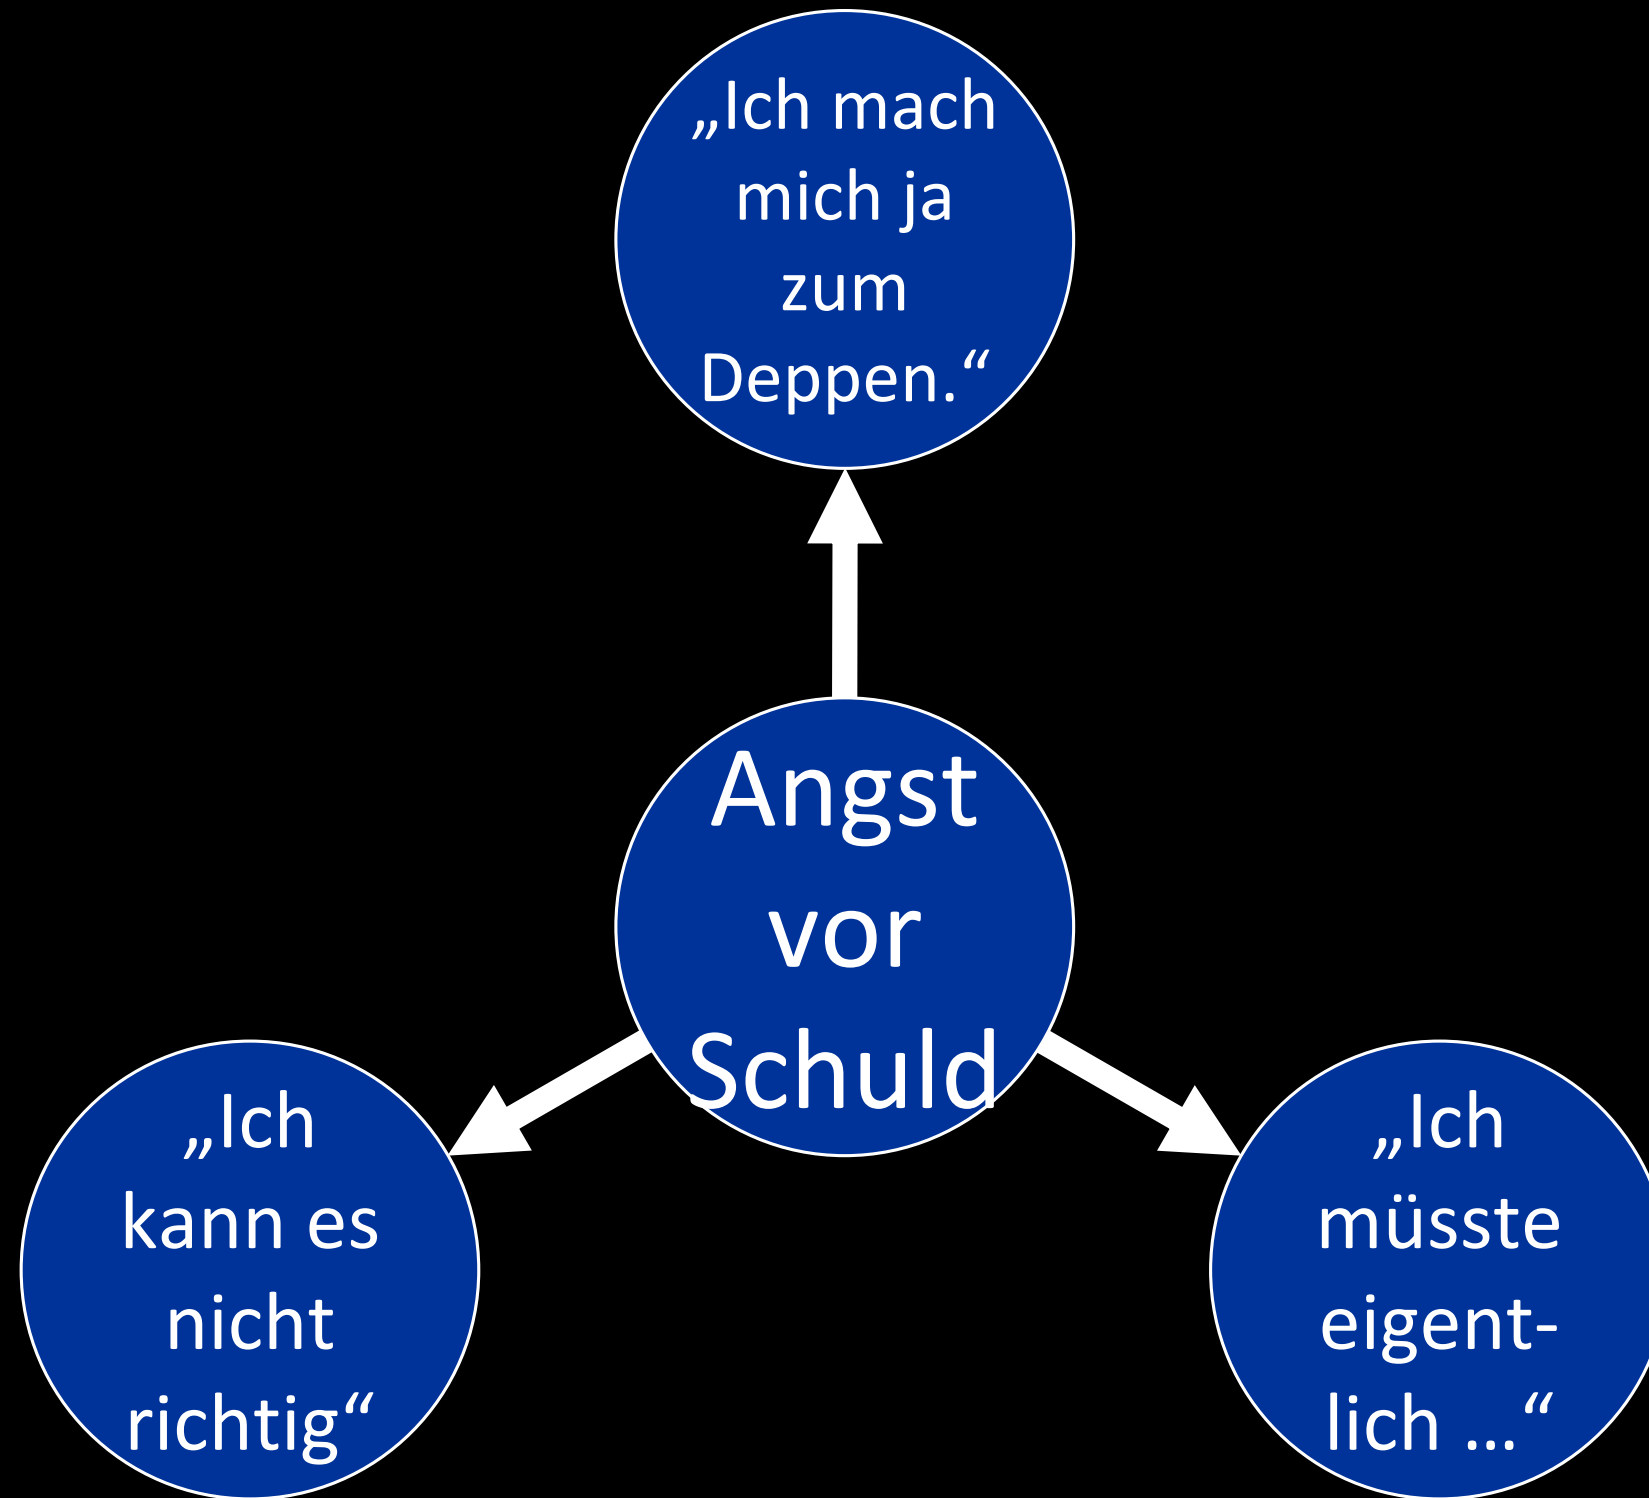 „Ich mach
mich ja
zum
Deppen.“
Angst
vor
Schuld
„Ich
kann es
nicht
richtig“
„Ich
müsste
eigent-
lich ...“